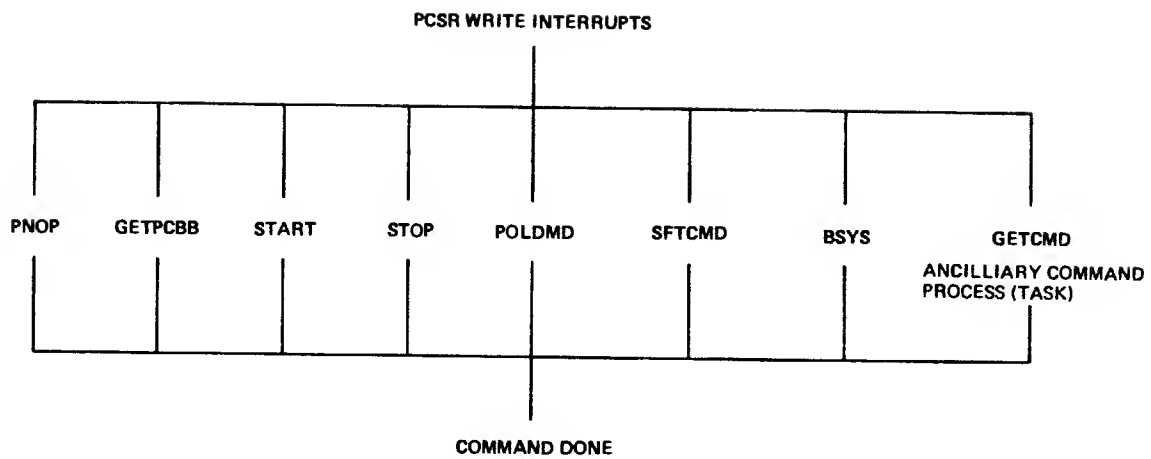 PCSR WRITE INTERRUPTS
PNOP GETPCBB START STOP POLDMD SFTCMD BSYS GETCMD
ANCILLIARY COMMAND
PROCESS (TASK)
COMMAND DONE